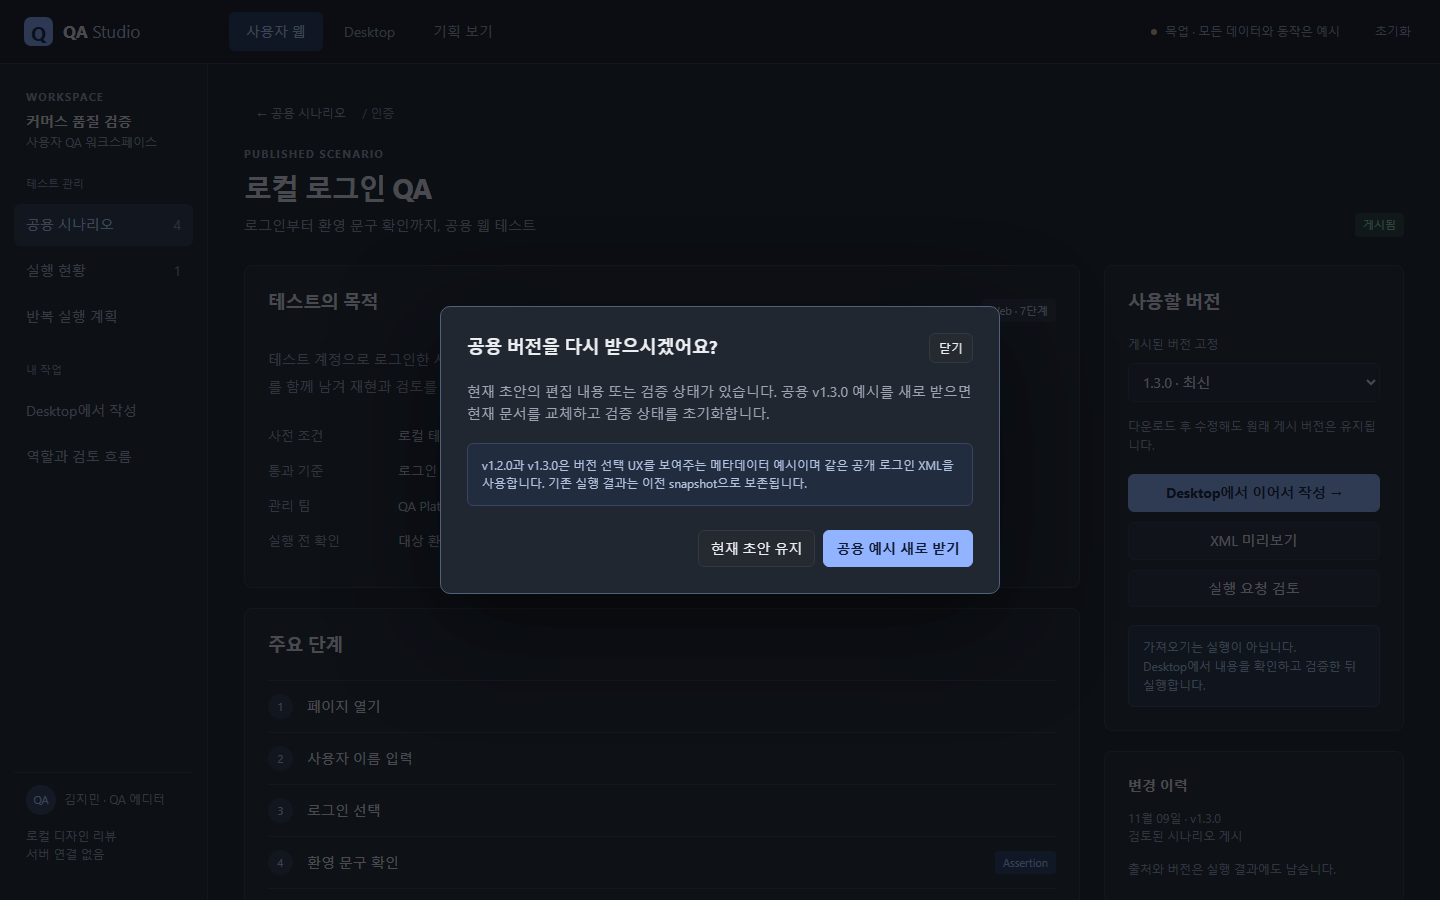 Q QA Studio
사용자 웹
Desktop
기획 보기
목업 · 모든 데이터와 동작은 예시
초기화
WORKSPACE
커머스 품질 검증
사용자 QA 워크스페이스
테스트 관리
공용 시나리오 4
실행 현황 1
반복 실행 계획
내 작업
Desktop에서 작성
역할과 검토 흐름
QA 김지민 · QA 에디터
로컬 디자인 리뷰
서버 연결 없음
← 공용 시나리오 / 인증
PUBLISHED SCENARIO
로컬 로그인 QA
로그인부터 환영 문구 확인까지, 공용 웹 테스트
게시됨
테스트의 목적
· 7단계
테스트 계정으로 로그인한
를 함께 남겨 재현과 검토를
사전 조건 로컬
통과 기준 로그인
관리 팀 QA
실행 전 확인 대상
공용 버전을 다시 받으시겠어요?
닫기
현재 초안의 편집 내용 또는 검증 상태가 있습니다. 공용 v1.3.0 예시를 새로 받으면
현재 문서를 교체하고 검증 상태를 초기화합니다.
v1.2.0과 v1.3.0은 버전 선택 UX를 보여주는 메타데이터 예시이며 같은 공개 로그인 XML을
사용합니다. 기존 실행 결과는 이전 snapshot으로 보존됩니다.
현재 초안 유지
공용 예시 새로 받기
주요 단계
1 페이지 열기
2 사용자 이름 입력
3 로그인 선택
4 환영 문구 확인 Assertion
사용할 버전
게시된 버전 고정
1.3.0 · 최신
다운로드 후 수정해도 원래 게시 버전은 유지됩
니다.
Desktop에서 이어서 작성 →
XML 미리보기
실행 요청 검토
가져오기는 실행이 아닙니다.
Desktop에서 내용을 확인하고 검증한 뒤
실행합니다.
변경 이력
11월 09일 · v1.3.0
검토된 시나리오 게시
출처와 버전은 실행 결과에도 남습니다.